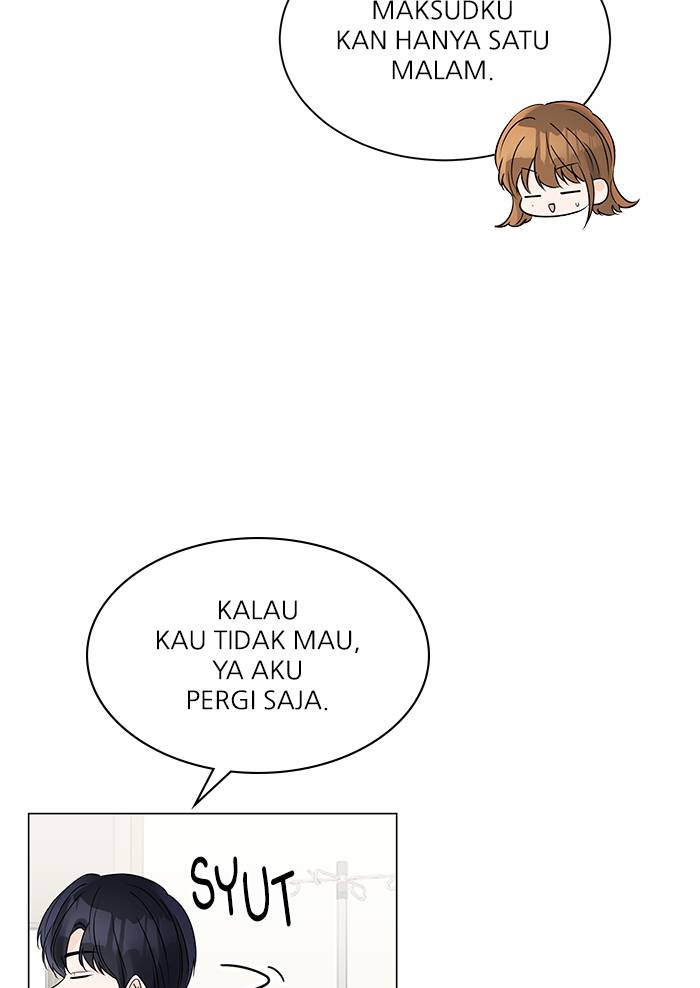 MAKSUDKU
KAN HANYA SATU
MALAM.
KALAU
KAU TIDAK MAU,
YA AKU
PERGI SAJA.
SYUT